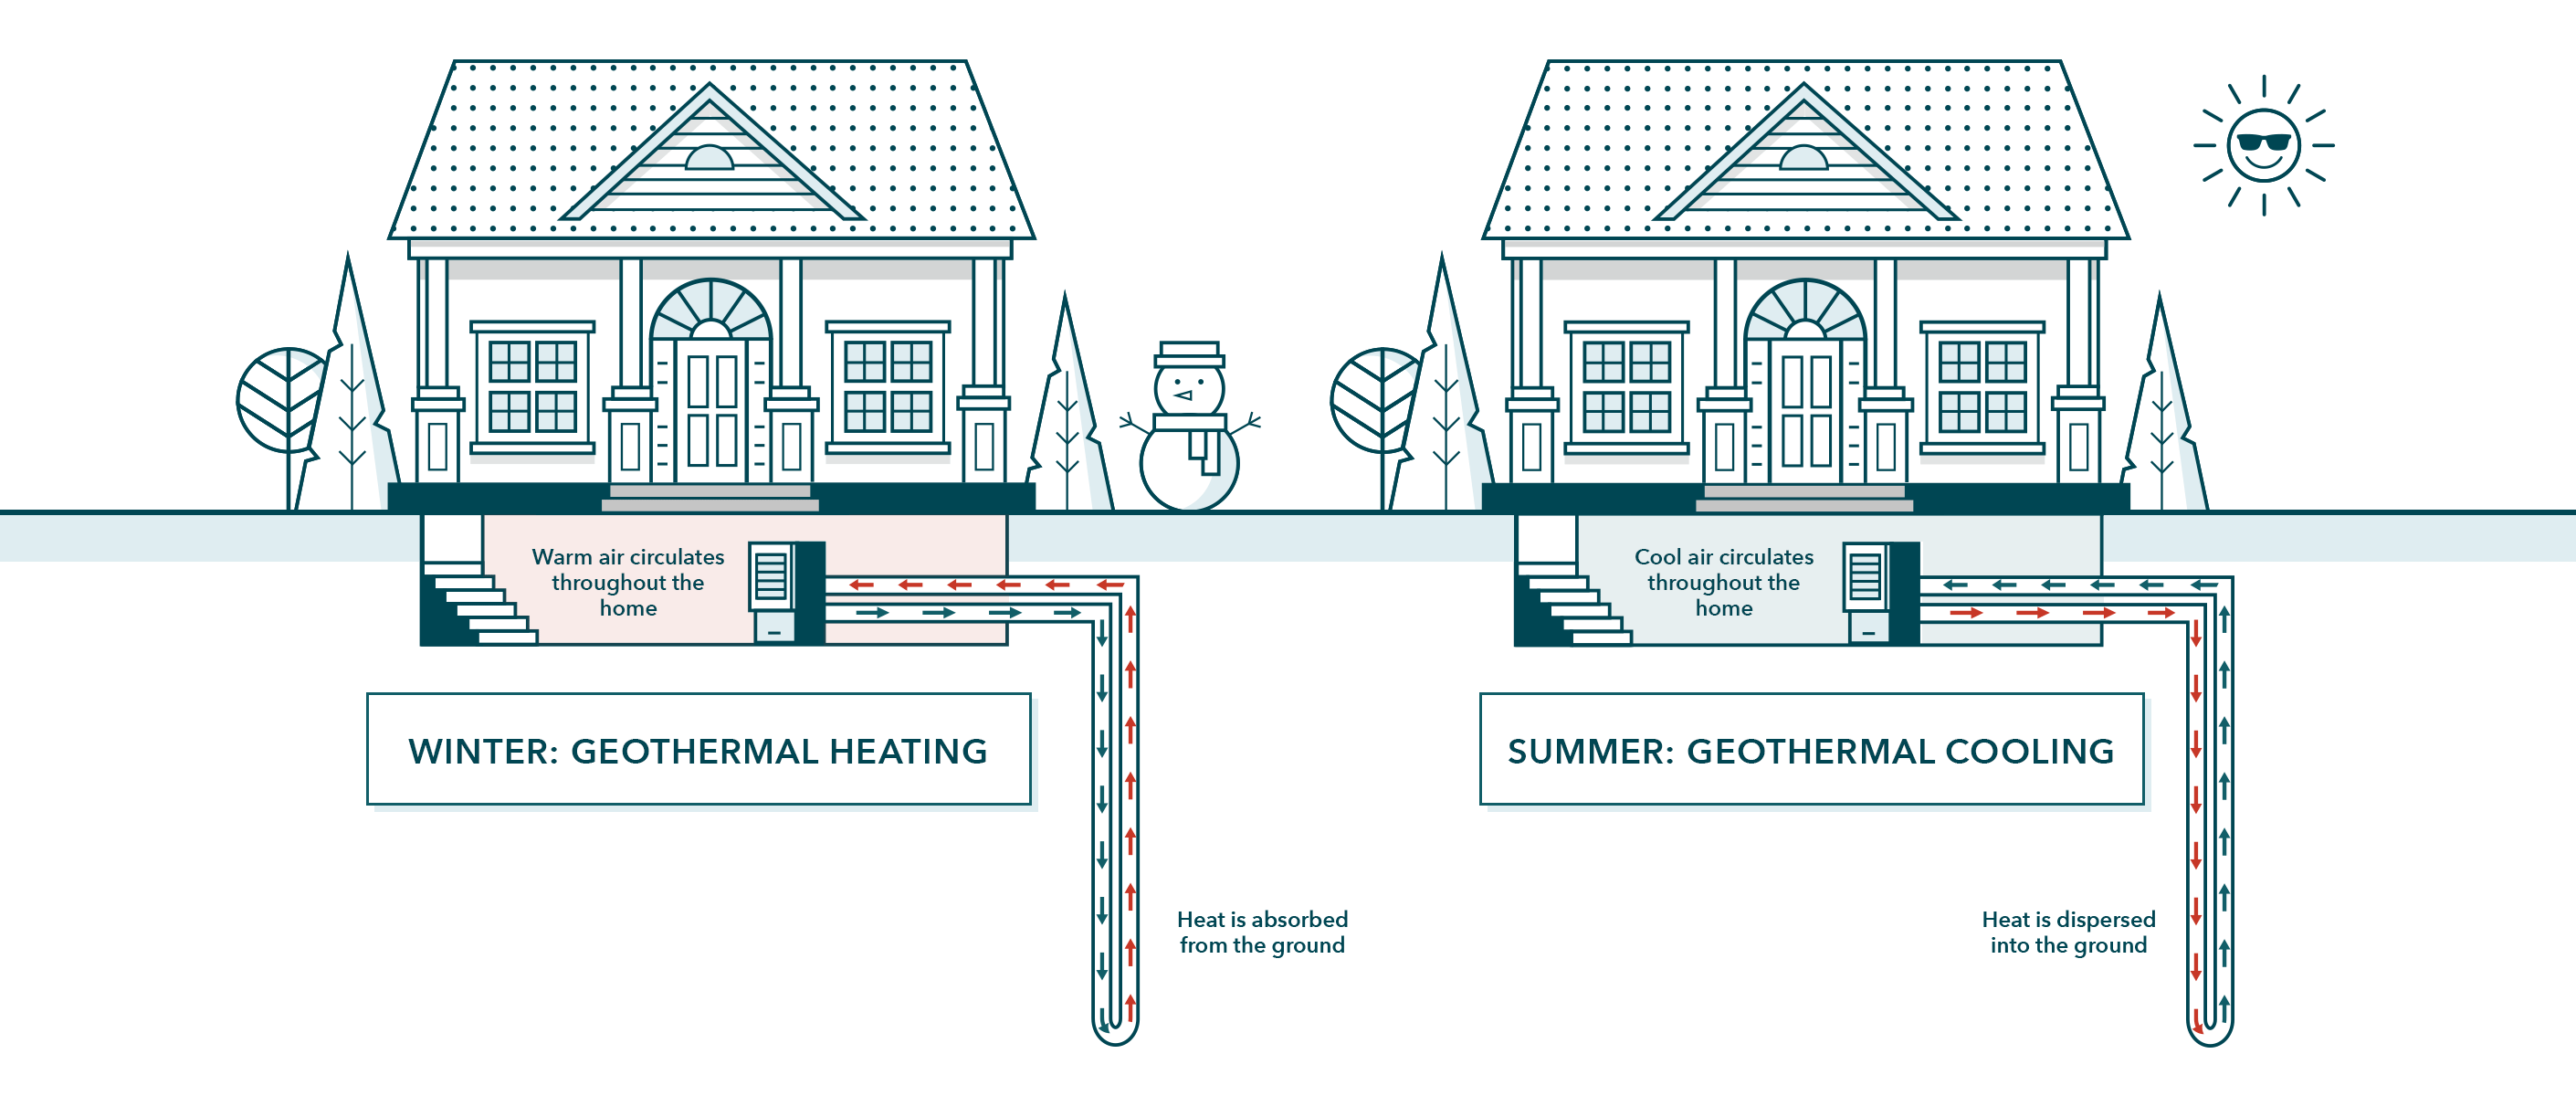 Warm air circulates
throughout the
home
WINTER: GEOTHERMAL HEATING
Heat is absorbed
from the ground
Cool air circulates
throughout the
home
SUMMER: GEOTHERMAL COOLING
Heat is dispersed
into the ground